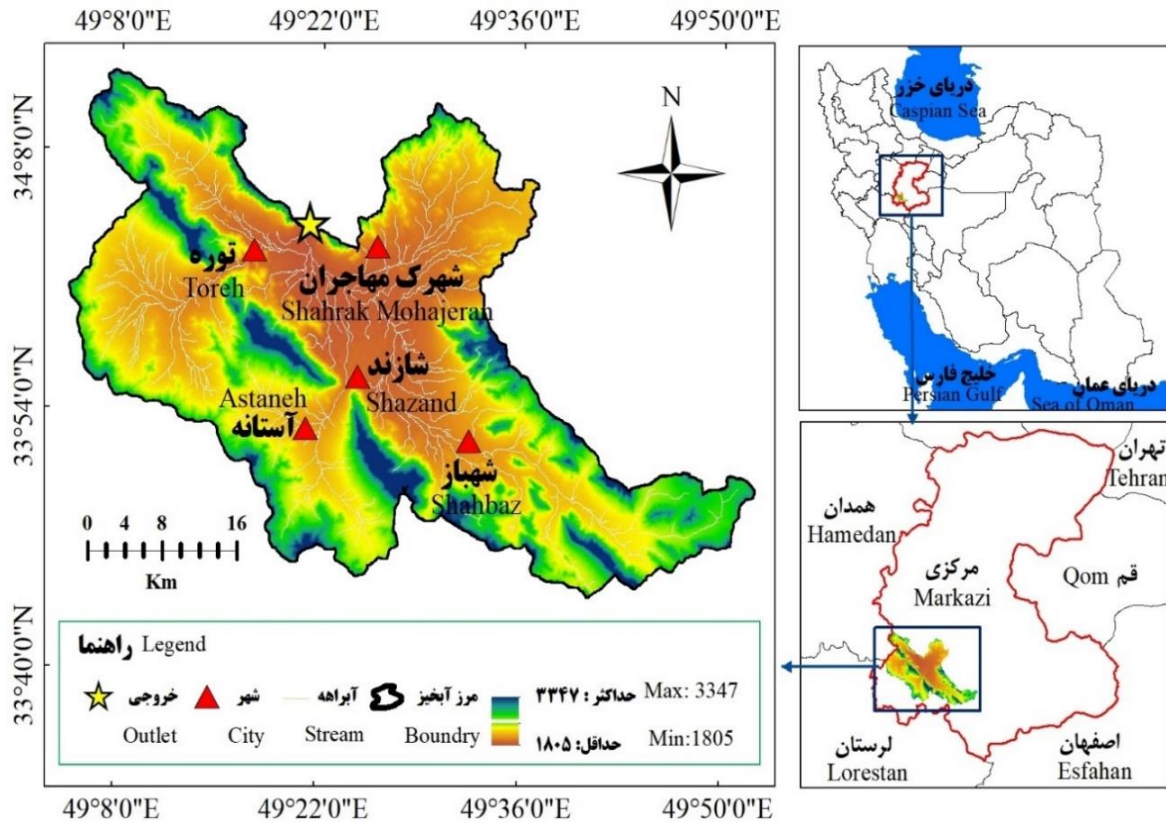 49°8'0"E
49°22'0"E
49°36'0"E
49°50'0"E
34°8'0"N
33°54'0"N
33°40'0"N
N
توره
Toreh
شهرک مهاجران
Shahrak Mohajeran
شازند
Shazand
Astaneh
آستانه
شهباز
Shahbaz
0 4 8 16
Km
راهنما Legend
خروجی شهر آبراهه مرز آبخیز حداکثر : ۳۳۴۷ Max: 3347
Outlet City Stream Boundry حداقل: ۱۸۰۵ Min:1805
49°8'0"E
49°22'0"E
49°36'0"E
49°50'0"E
دریای خزر
Caspian Sea
خلیج فارس
Persian Gulf
دریای عمان
Sea of Oman
تهران
Tehran
همدان
Hamedan
مرکزی
Markazi
Qom قم
لرستان
Lorestan
اصفهان
Esfahan